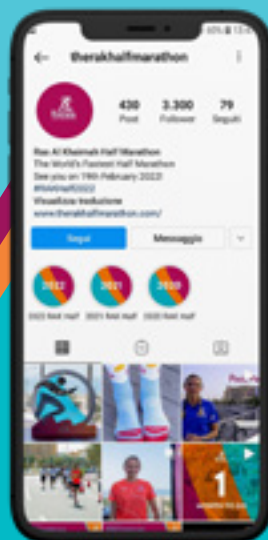 therakhalfmarathon
430 3.300 79
Post Follower Seguiti
Ras Al Khaimah Half Marathon
The World's Fastest Half Marathon
See you on 19th February 2022!
#RAKHalf2022
Visualizza traduzione
www.therakhalfmarathon.com/
Segui Messaggio
2022 2021 2020
2022 RAK Half 2021 RAK Half 2020 RAK Half
1